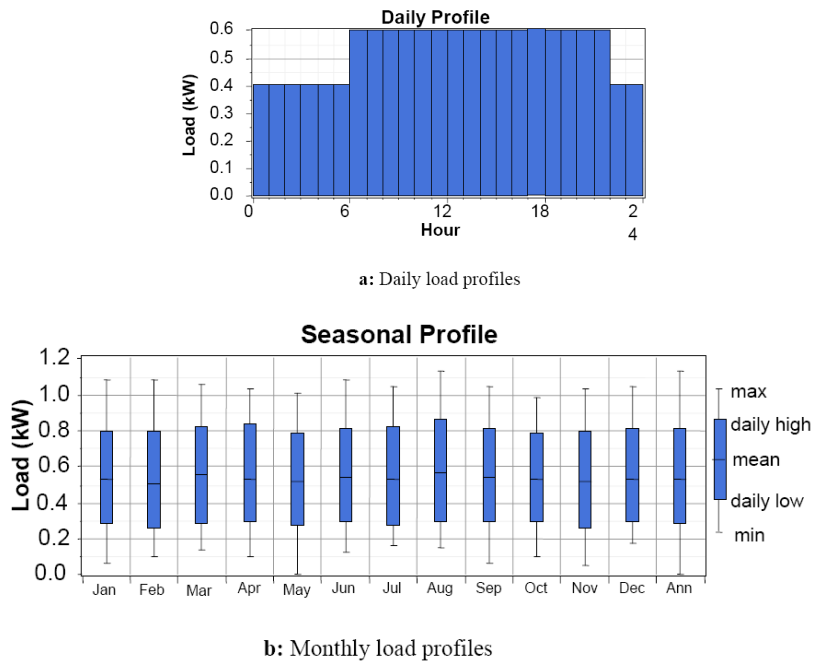 Daily Profile
0.6
0.5
0.4
0.3
0.2
0.1
0.0
Load (kW)
0 6 12 18 2
4
Hour
a: Daily load profiles
Seasonal Profile
1.2
1.0
0.8
0.6
0.4
0.2
0.0
Load (kW)
Jan Feb Mar Apr May Jun Jul Aug Sep Oct Nov Dec Ann
max
daily high
mean
daily low
min
b: Monthly load profiles